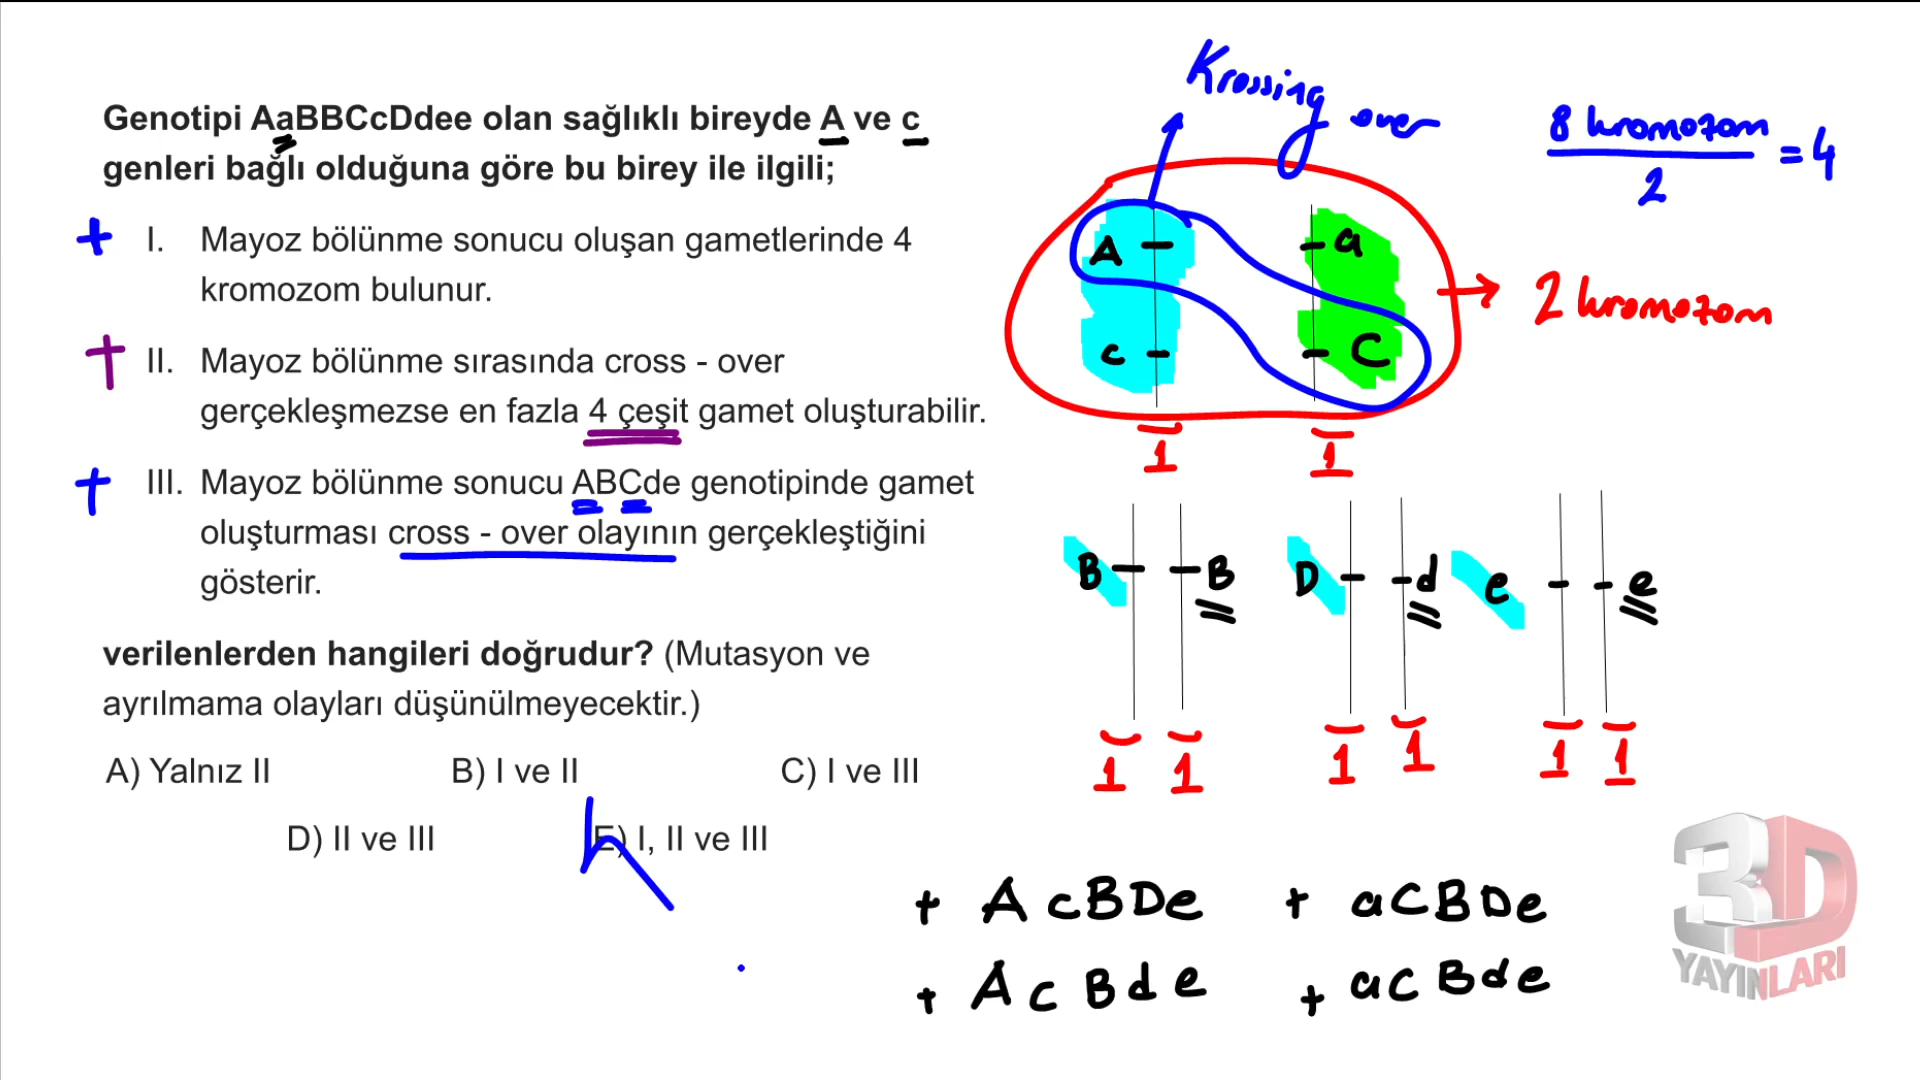 Genotipi AaBBCcDdee olan sağlıklı bireyde A ve c
genleri bağlı olduğuna göre bu birey ile ilgili;
+ I. Mayoz bölünme sonucu oluşan gametlerinde 4
kromozom bulunur.
+ II. Mayoz bölünme sırasında cross - over
gerçekleşmezse en fazla 4 çeşit gamet oluşturabilir.
+ III. Mayoz bölünme sonucu ABCde genotipinde gamet
oluşturması cross - over olayının gerçekleştiğini
gösterir.
verilenlerden hangileri doğrudur? (Mutasyon ve
ayrılmama olayları düşünülmeyecektir.)
A) Yalnız II B) I ve II C) I ve III
D) II ve III E) I, II ve III
Krossing over
8 kromozom
2
= 4
A a
c C
2 kromozom
1 1
B B D d e e
1 1 1 1 1 1
+ AcBDe + aCBDe
+ AcBde + aCBde
3D
YAYINLARI